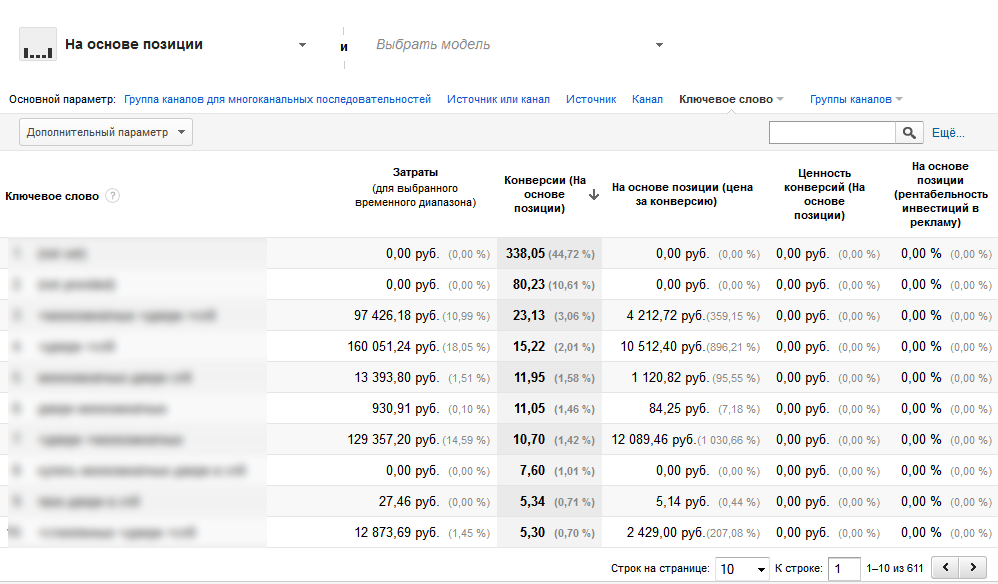 На основе позиции и Выбрать модель
Основной параметр: Группа каналов для многоканальных последовательностей Источник или канал Источник Канал Ключевое слово Группы каналов
Дополнительный параметр Ещё...
Ключевое слово ? Затраты (для выбранного временного диапазона) Конверсии (На основе позиции) На основе позиции (цена за конверсию) Ценность конверсий (На основе позиции) На основе позиции (рентабельность инвестиций в рекламу)
0,00 руб. (0,00 %) 338,05 (44,72 %) 0,00 руб. (0,00 %) 0,00 руб. (0,00 %) 0,00 % (0,00 %)
0,00 руб. (0,00 %) 80,23 (10,61 %) 0,00 руб. (0,00 %) 0,00 руб. (0,00 %) 0,00 % (0,00 %)
97 426,18 руб. (10,99 %) 23,13 (3,06 %) 4 212,72 руб. (359,15 %) 0,00 руб. (0,00 %) 0,00 % (0,00 %)
160 051,24 руб. (18,05 %) 15,22 (2,01 %) 10 512,40 руб. (896,21 %) 0,00 руб. (0,00 %) 0,00 % (0,00 %)
13 393,80 руб. (1,51 %) 11,95 (1,58 %) 1 120,82 руб. (95,55 %) 0,00 руб. (0,00 %) 0,00 % (0,00 %)
930,91 руб. (0,10 %) 11,05 (1,46 %) 84,25 руб. (7,18 %) 0,00 руб. (0,00 %) 0,00 % (0,00 %)
129 357,20 руб. (14,59 %) 10,70 (1,42 %) 12 089,46 руб. (1 030,66 %) 0,00 руб. (0,00 %) 0,00 % (0,00 %)
0,00 руб. (0,00 %) 7,60 (1,01 %) 0,00 руб. (0,00 %) 0,00 руб. (0,00 %) 0,00 % (0,00 %)
27,46 руб. (0,00 %) 5,34 (0,71 %) 5,14 руб. (0,44 %) 0,00 руб. (0,00 %) 0,00 % (0,00 %)
12 873,69 руб. (1,45 %) 5,30 (0,70 %) 2 429,00 руб. (207,08 %) 0,00 руб. (0,00 %) 0,00 % (0,00 %)
Строк на странице: 10 К строке: 1 1–10 из 611